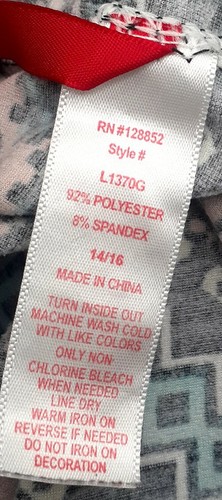 RN #128852
Style #
L1370G
92% POLYESTER
8% SPANDEX
14/16
MADE IN CHINA
TURN INSIDE OUT
MACHINE WASH COLD
WITH LIKE COLORS
ONLY NON
CHLORINE BLEACH
WHEN NEEDED
LINE DRY
WARM IRON ON
REVERSE IF NEEDED
DO NOT IRON ON
DECORATION